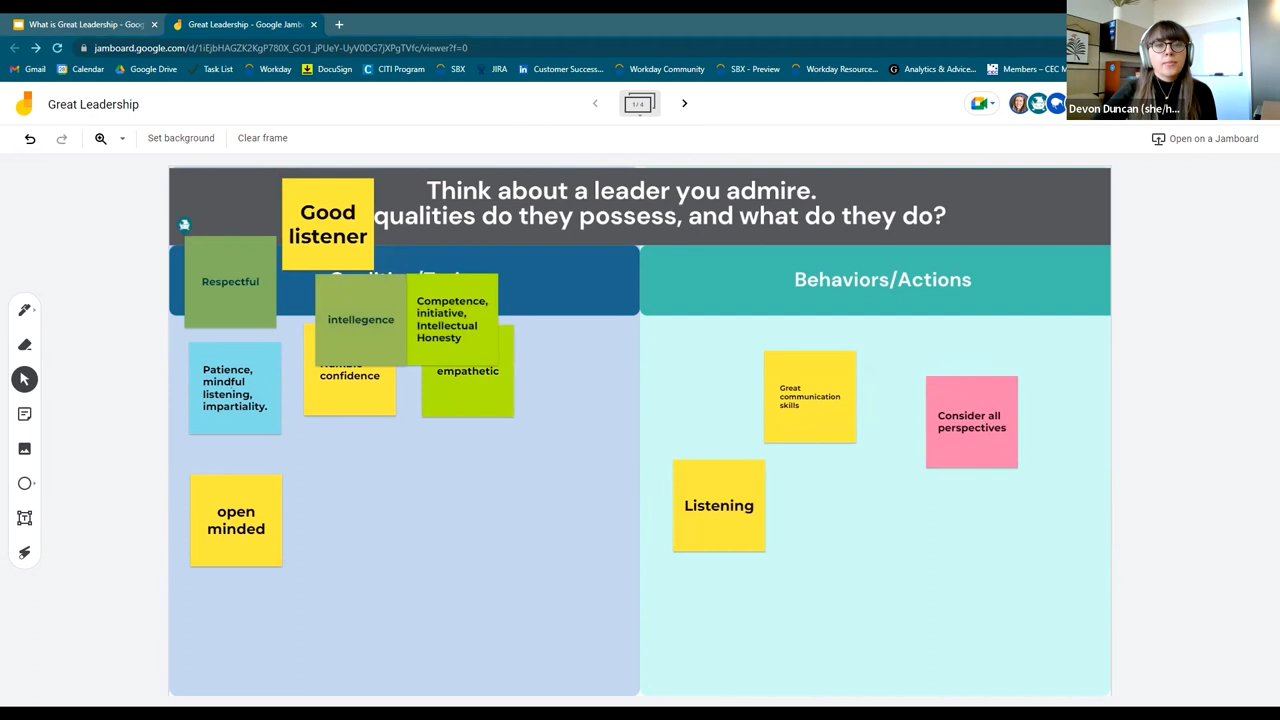 What is Great Leadership - Goog
Great Leadership - Google Jamb
jamboard.google.com/d/1iEjbHAGZK2KgP780X_GO1_jPUeY-UyV0DG7jXPgTVfc/viewer?f=0
Gmail
Calendar
Google Drive
Task List
Workday
DocuSign
CITI Program
SBX
JIRA
Customer Success...
Workday Community
SBX - Preview
Workday Resource...
Analytics & Advice...
Members – CEC M
Devon Duncan (she/h...
Great Leadership
1 / 4
Set background
Clear frame
Open on a Jamboard
Think about a leader you admire.
qualities do they possess, and what do they do?
Good
listener
Respectful
intellegence
Competence,
initiative,
Intellectual
Honesty
Behaviors/Actions
Patience,
mindful
listening,
impartiality.
confidence
empathetic
Great
communication
skills
Consider all
perspectives
open
minded
Listening